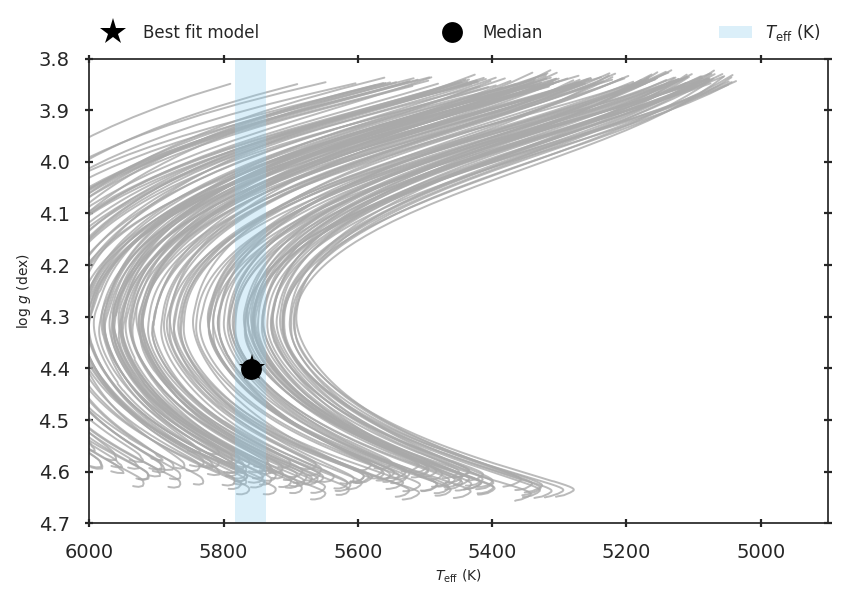 Best fit model
Median
T_eff (K)
3.8
3.9
4.0
4.1
4.2
4.3
4.4
4.5
4.6
4.7
log g (dex)
6000 5800 5600 5400 5200 5000
T_eff (K)